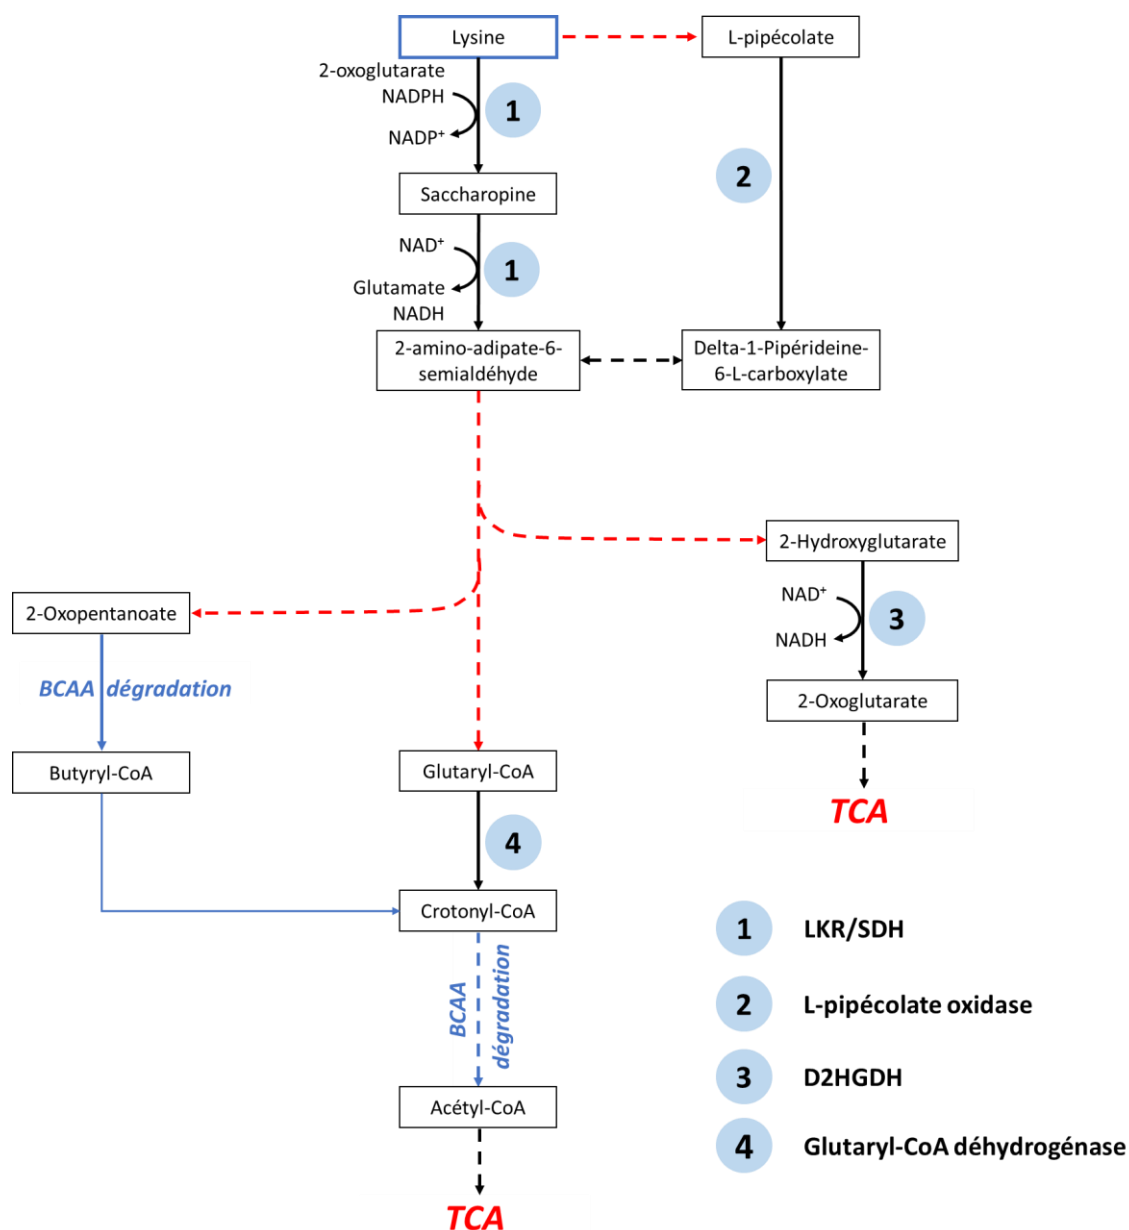 Lysine
L-pipécolate
2-oxoglutarate
NADPH
NADP⁺
1
2
Saccharopine
NAD⁺
1
Glutamate
NADH
2-amino-adipate-6-
semialdéhyde
Delta-1-Pipérideine-
6-L-carboxylate
2-Hydroxyglutarate
2-Oxopentanoate
NAD⁺
3
NADH
BCAA dégradation
2-Oxoglutarate
Butyryl-CoA
Glutaryl-CoA
TCA
4
Crotonyl-CoA
BCAA
dégradation
Acétyl-CoA
TCA
1 LKR/SDH
2 L-pipécolate oxidase
3 D2HGDH
4 Glutaryl-CoA déhydrogénase